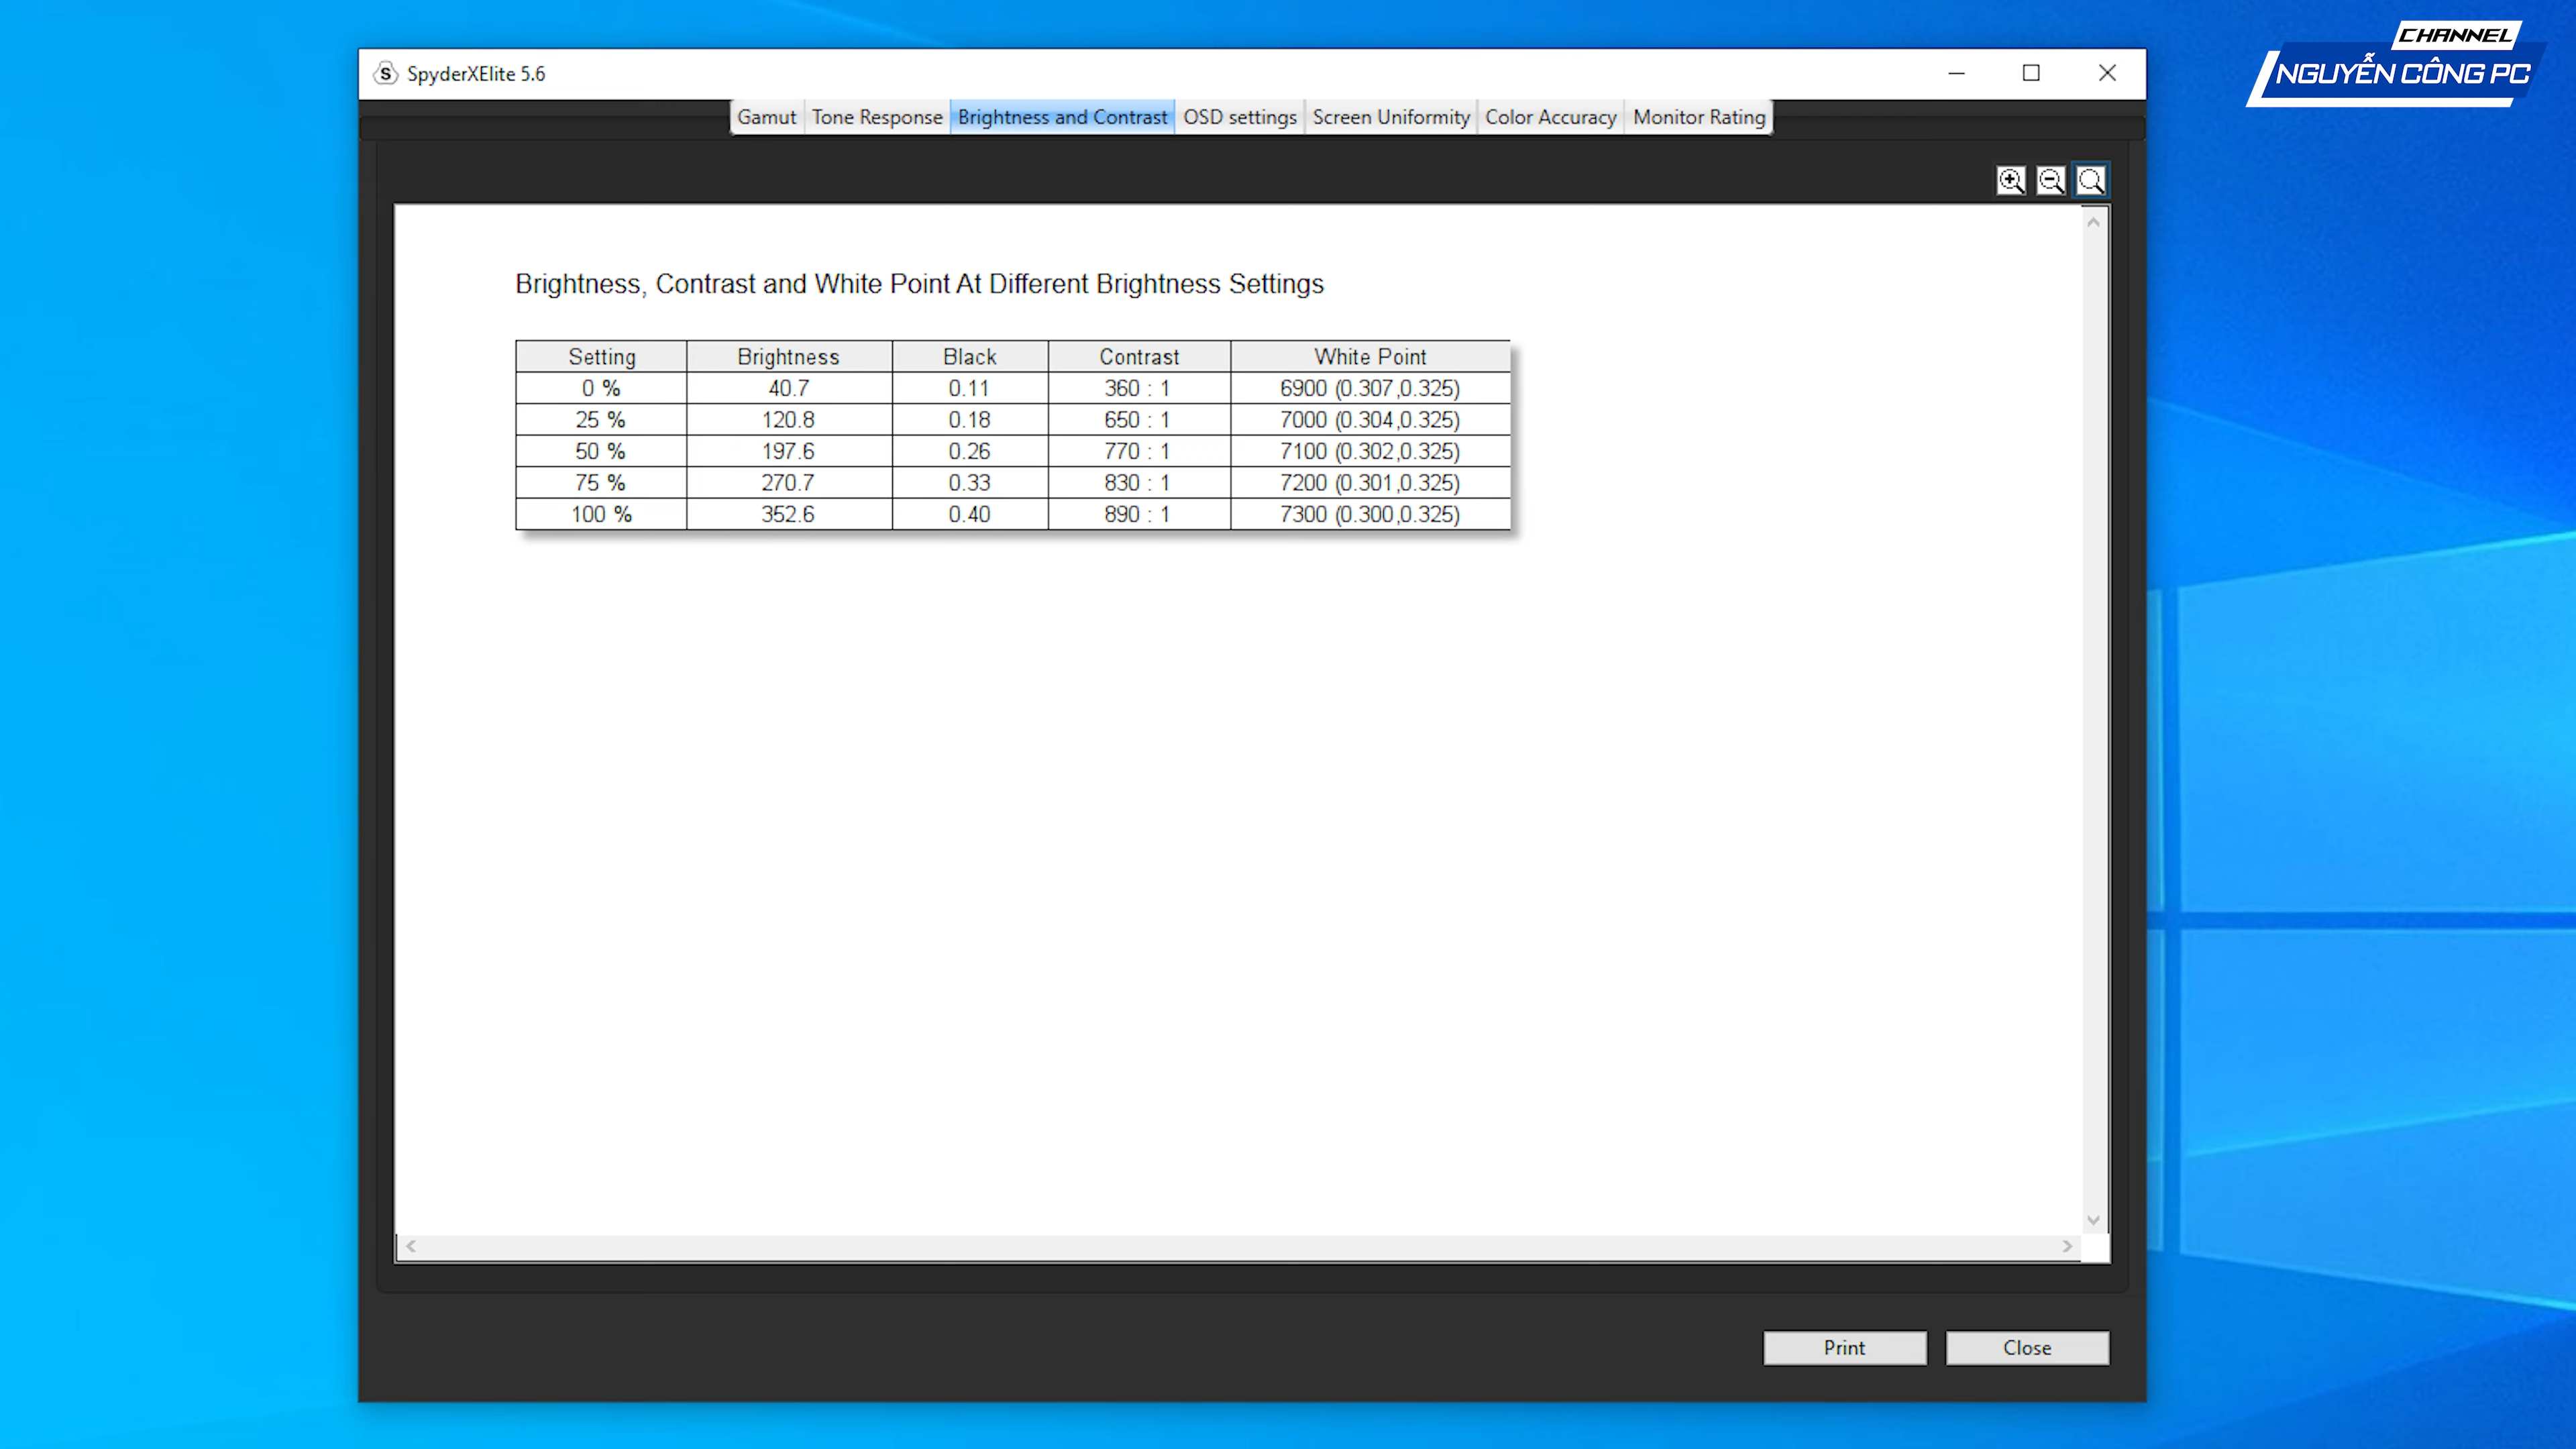 CHANNEL
NGUYỄN CÔNG PC
S SpyderXElite 5.6
Gamut Tone Response Brightness and Contrast OSD settings Screen Uniformity Color Accuracy Monitor Rating
Brightness, Contrast and White Point At Different Brightness Settings
Setting Brightness Black Contrast White Point
0 % 40.7 0.11 360 : 1 6900 (0.307,0.325)
25 % 120.8 0.18 650 : 1 7000 (0.304,0.325)
50 % 197.6 0.26 770 : 1 7100 (0.302,0.325)
75 % 270.7 0.33 830 : 1 7200 (0.301,0.325)
100 % 352.6 0.40 890 : 1 7300 (0.300,0.325)
Print Close